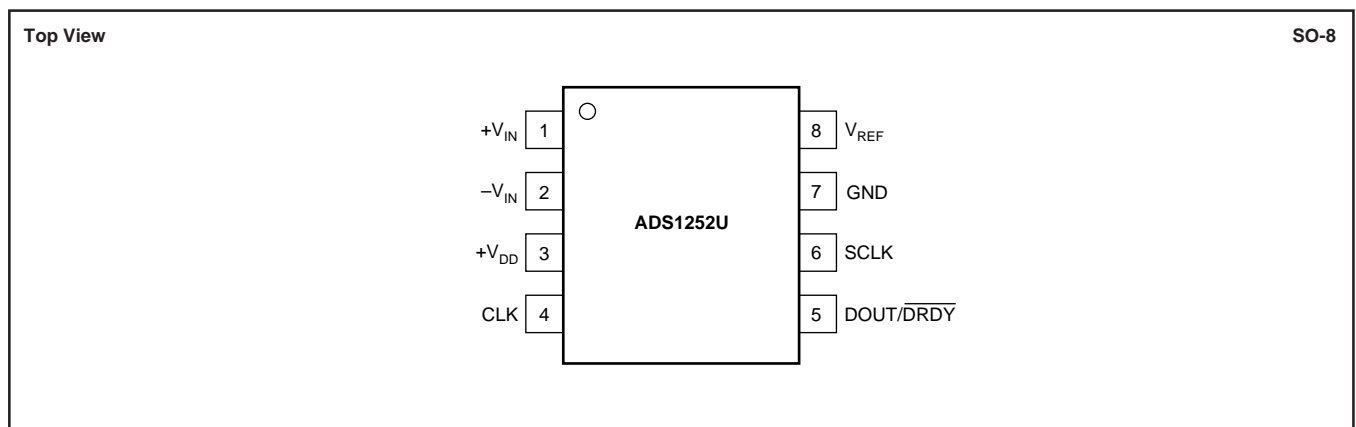 Top View
SO-8
+VIN 1
8 VREF
–VIN 2
7 GND
ADS1252U
+VDD 3
6 SCLK
CLK 4
5 DOUT/D̅R̅D̅Y̅